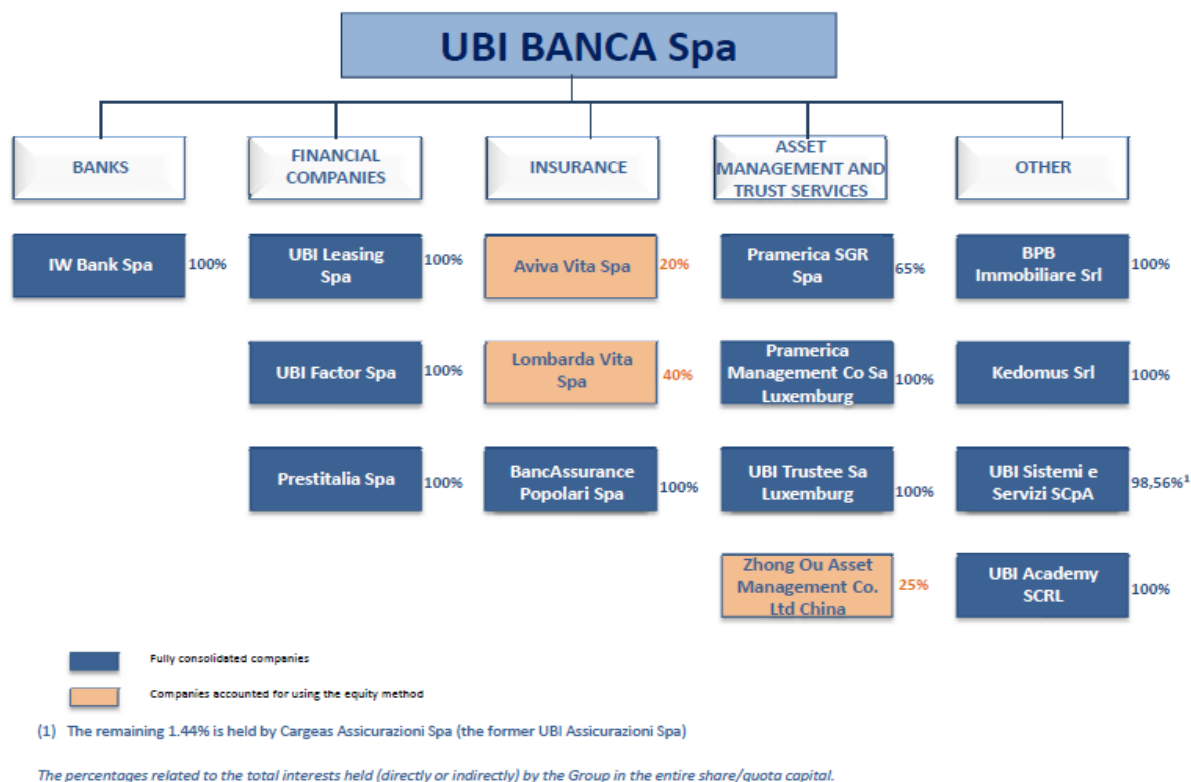 UBI BANCA Spa
BANKS
FINANCIAL
COMPANIES
INSURANCE
ASSET
MANAGEMENT AND
TRUST SERVICES
OTHER
IW Bank Spa
100%
UBI Leasing
Spa
100%
Aviva Vita Spa
20%
Pramerica SGR
Spa
65%
BPB
Immobiliare Srl
100%
UBI Factor Spa
100%
Lombarda Vita
Spa
40%
Pramerica
Management Co Sa
Luxemburg
100%
Kedomus Srl
100%
Prestitalia Spa
100%
BancAssurance
Popolari Spa
100%
UBI Trustee Sa
Luxemburg
100%
UBI Sistemi e
Servizi SCpA
98,56%¹
Zhong Ou Asset
Management Co.
Ltd China
25%
UBI Academy
SCRL
100%
Fully consolidated companies
Companies accounted for using the equity method
(1) The remaining 1.44% is held by Cargeas Assicurazioni Spa (the former UBI Assicurazioni Spa)
The percentages related to the total interests held (directly or indirectly) by the Group in the entire share/quota capital.